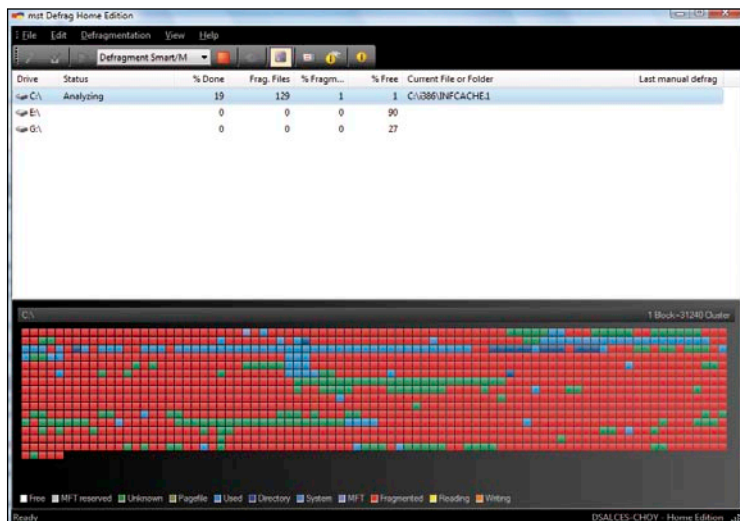 mst Defrag Home Edition
File Edit Defragmentation View Help
Defragment Smart/M
Drive Status % Done Frag. Files % Fragm... % Free Current File or Folder Last manual defrag
C:\ Analyzing 19 129 1 1 C:\i386\INFCACHE.1
E:\ 0 0 0 90
G:\ 0 0 0 27
C:\ 1 Block=31240 Cluster
Free MFT reserved Unknown Pagefile Used Directory System MFT Fragmented Reading Writing
Ready DSALCES-CHOY - Home Edition